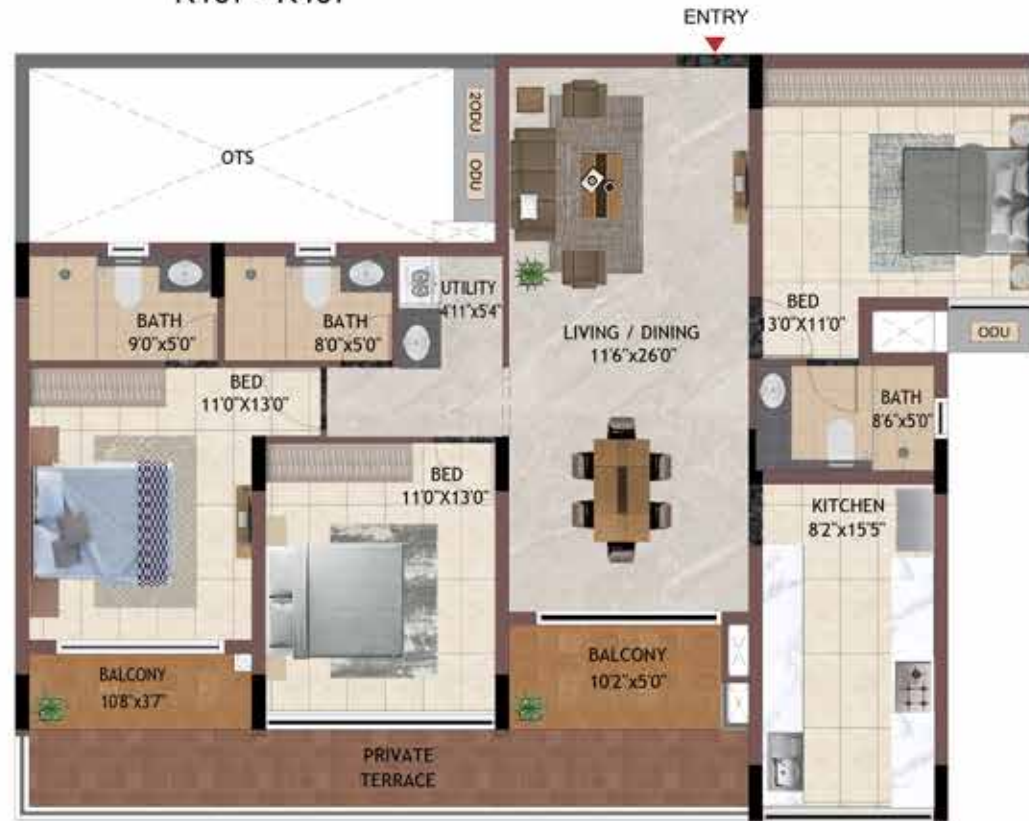 ENTRY
2ODU
ODU
OTS
BATH
9'0"x5'0"
BATH
8'0"x5'0"
UTILITY
4'11"x5'4"
LIVING / DINING
11'6"x26'0"
BED
13'0"X11'0"
ODU
BED
11'0"X13'0"
BATH
8'6"x5'0"
BED
11'0"X13'0"
KITCHEN
8'2"x15'5"
BALCONY
10'8"x3'7"
BALCONY
10'2"x5'0"
PRIVATE
TERRACE